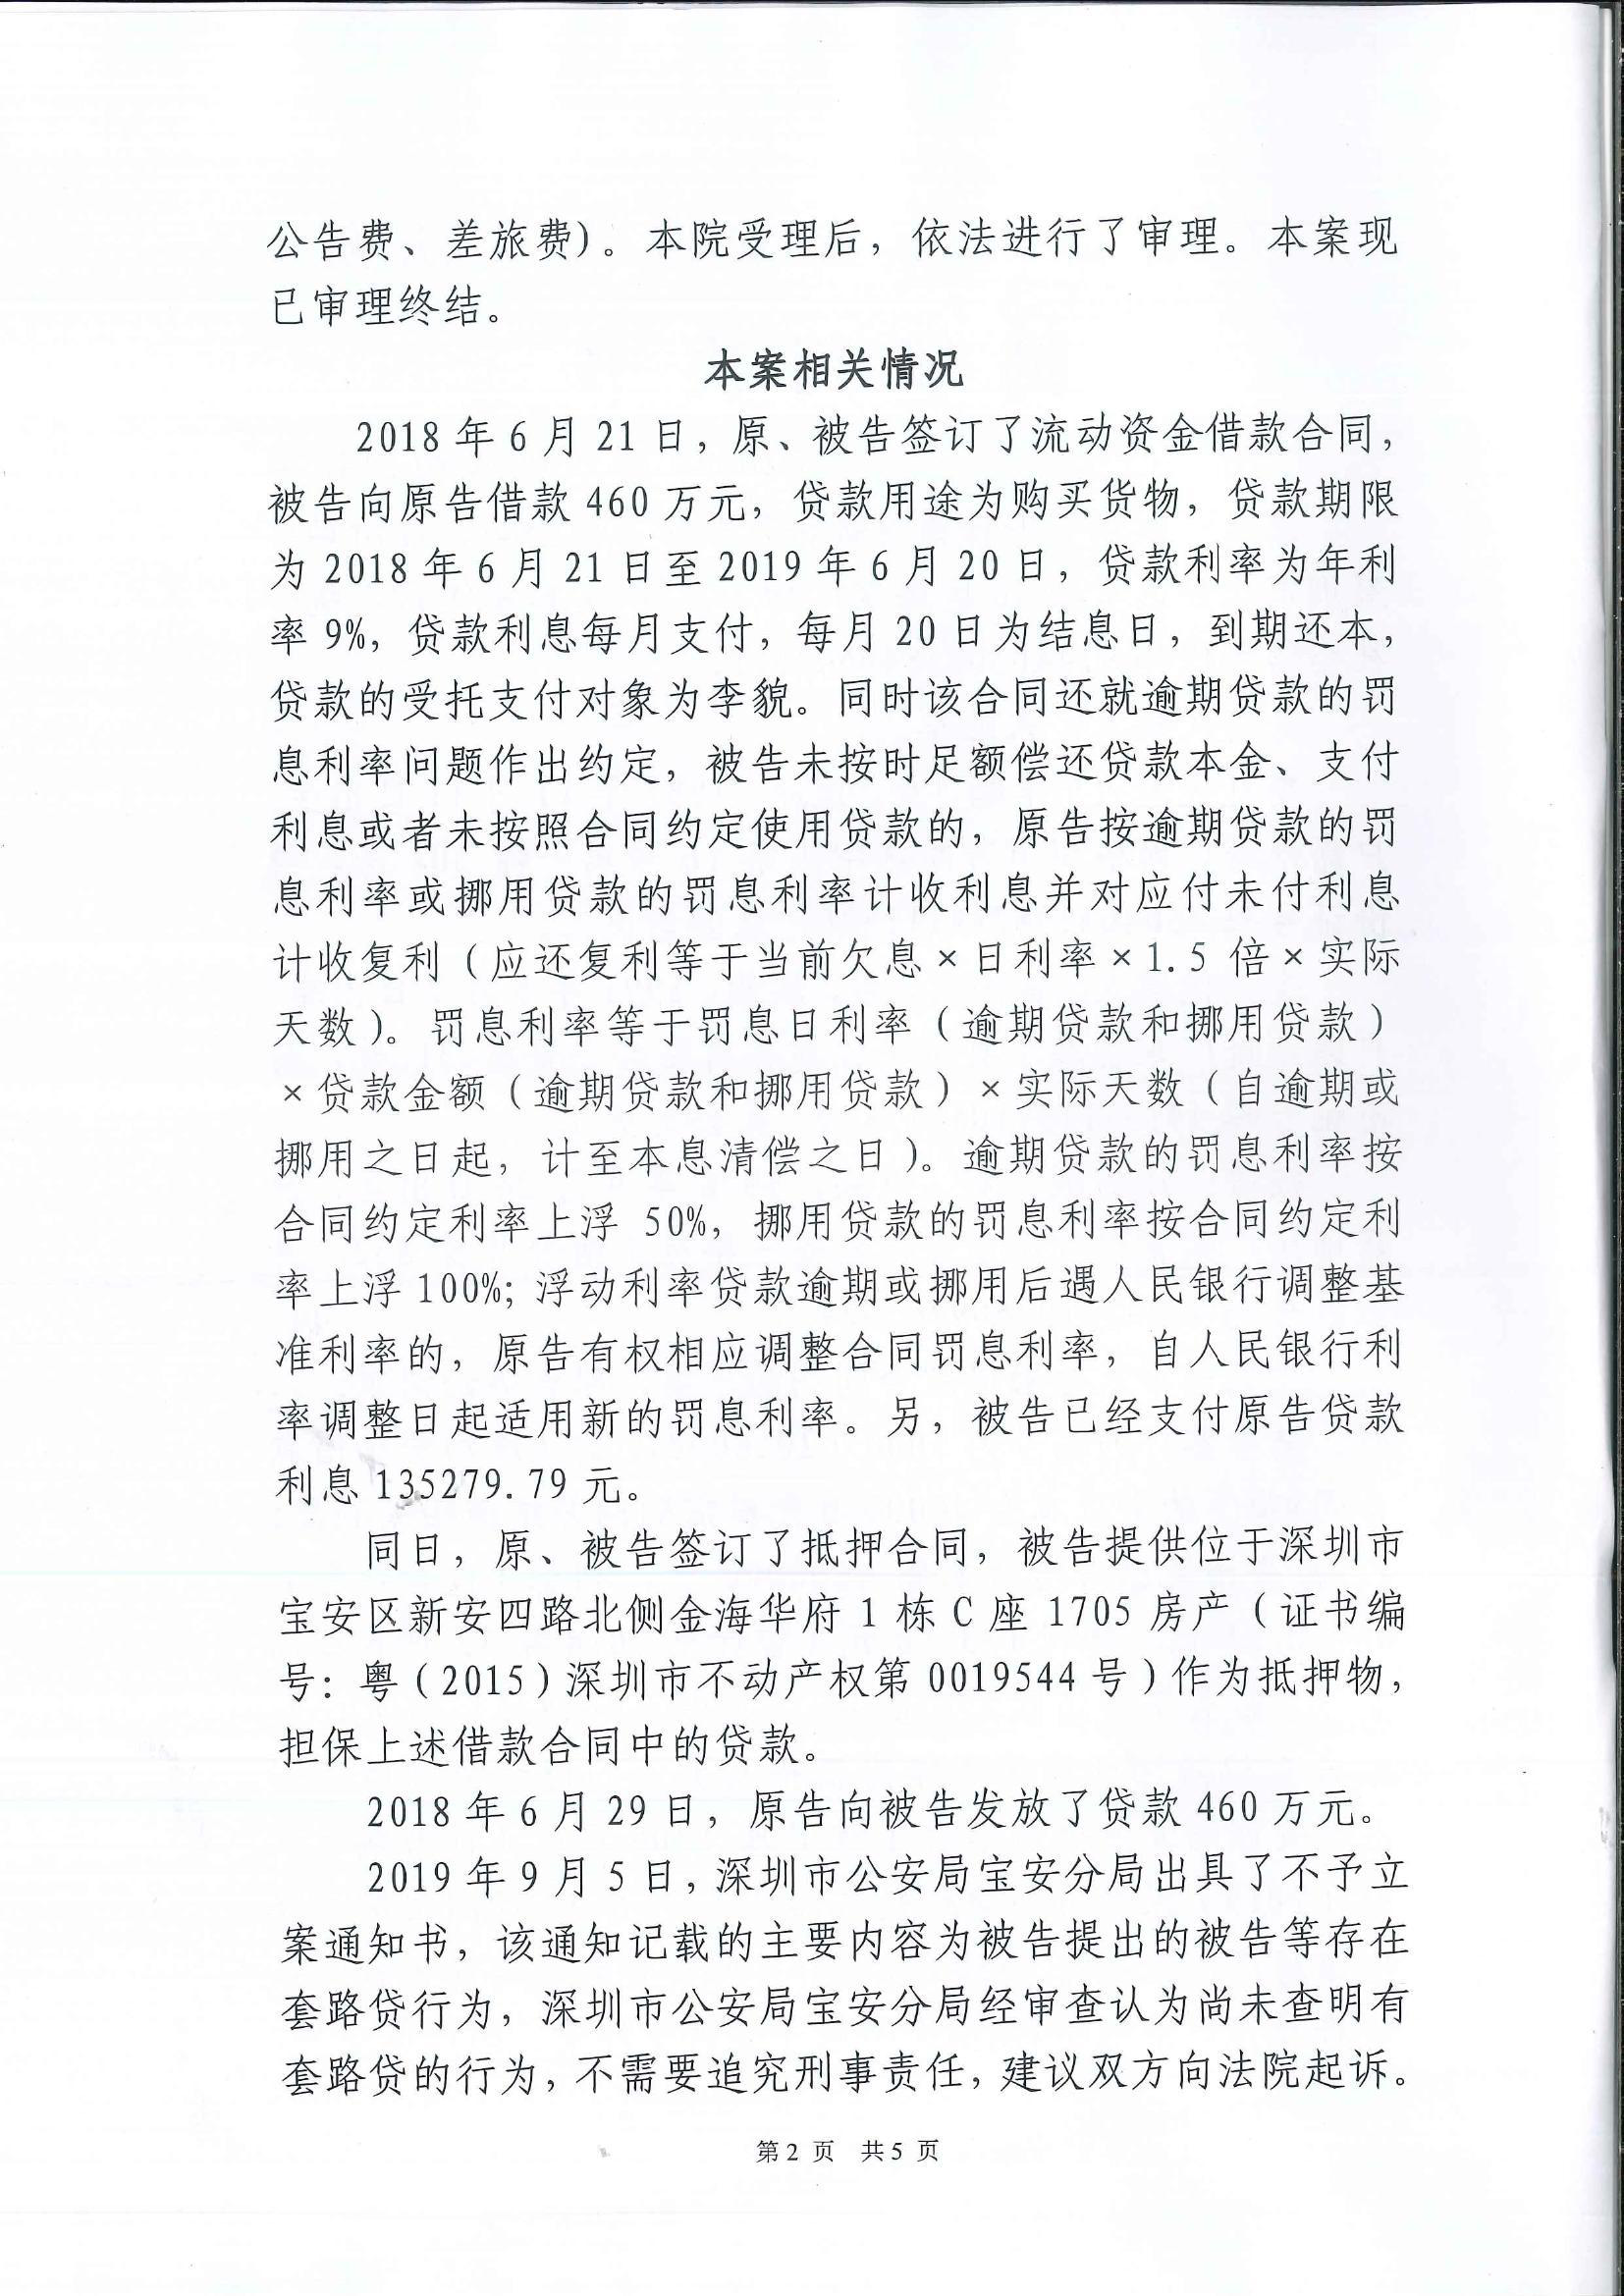 公告费、差旅费)。本院受理后，依法进行了审理。本案现
已审理终结。
本案相关情况
2018 年 6 月 21 日，原、被告签订了流动资金借款合同，
被告向原告借款 460 万元，贷款用途为购买货物，贷款期限
为 2018 年 6 月 21 日至 2019 年 6 月 20 日，贷款利率为年利
率 9%，贷款利息每月支付，每月 20 日为结息日，到期还本，
贷款的受托支付对象为李貌。同时该合同还就逾期贷款的罚
息利率问题作出约定，被告未按时足额偿还贷款本金、支付
利息或者未按照合同约定使用贷款的，原告按逾期贷款的罚
息利率或挪用贷款的罚息利率计收利息并对应付未付利息
计收复利（应还复利等于当前欠息×日利率×1.5 倍×实际
天数）。罚息利率等于罚息日利率（逾期贷款和挪用贷款）
×贷款金额（逾期贷款和挪用贷款）×实际天数（自逾期或
挪用之日起，计至本息清偿之日）。逾期贷款的罚息利率按
合同约定利率上浮 50%，挪用贷款的罚息利率按合同约定利
率上浮 100%；浮动利率贷款逾期或挪用后遇人民银行调整基
准利率的，原告有权相应调整合同罚息利率，自人民银行利
率调整日起适用新的罚息利率。另，被告已经支付原告贷款
利息 135279.79 元。
同日，原、被告签订了抵押合同，被告提供位于深圳市
宝安区新安四路北侧金海华府 1 栋 C 座 1705 房产（证书编
号：粤（2015）深圳市不动产权第 0019544 号）作为抵押物，
担保上述借款合同中的贷款。
2018 年 6 月 29 日，原告向被告发放了贷款 460 万元。
2019 年 9 月 5 日，深圳市公安局宝安分局出具了不予立
案通知书，该通知记载的主要内容为被告提出的被告等存在
套路贷行为，深圳市公安局宝安分局经审查认为尚未查明有
套路贷的行为，不需要追究刑事责任，建议双方向法院起诉。
第 2 页 共 5 页